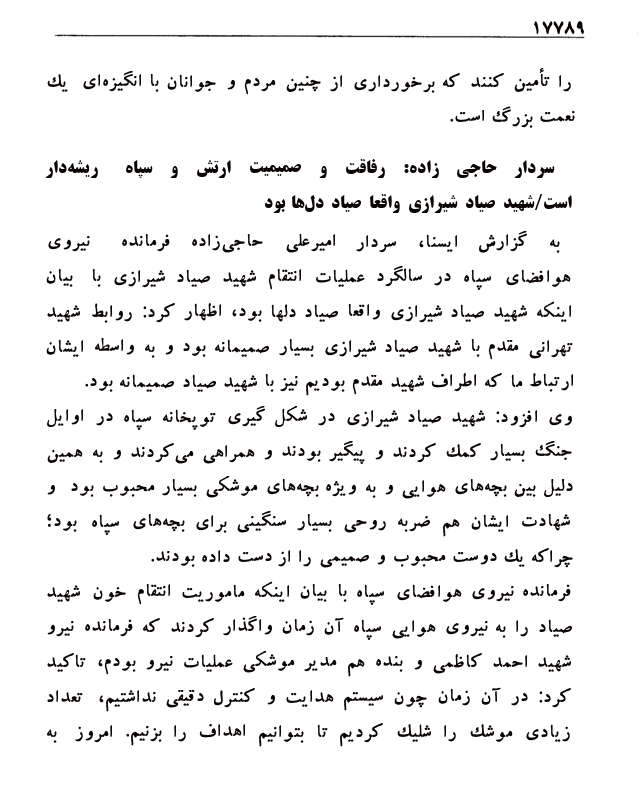 ۱۷۷۸۹
را تأمین کنند که برخورداری از چنین مردم و جوانان با انگیزه‌ای یك
نعمت بزرگ است.
سردار حاجی زاده: رفاقت و صمیمیت ارتش و سپاه ریشه‌دار
است/شهید صیاد شیرازی واقعا صیاد دل‌ها بود
به گزارش ایسنا، سردار امیرعلی حاجی‌زاده فرمانده نیروی
هوافضای سپاه در سالگرد عملیات انتقام شهید صیاد شیرازی با بیان
اینکه شهید صیاد شیرازی واقعا صیاد دلها بود، اظهار کرد: روابط شهید
تهرانی مقدم با شهید صیاد شیرازی بسیار صمیمانه بود و به واسطه ایشان
ارتباط ما که اطراف شهید مقدم بودیم نیز با شهید صیاد صمیمانه بود.
وی افزود: شهید صیاد شیرازی در شکل گیری توپخانه سپاه در اوایل
جنگ بسیار کمك کردند و پیگیر بودند و همراهی می‌کردند و به همین
دلیل بین بچه‌های هوایی و به ویژه بچه‌های موشکی بسیار محبوب بود و
شهادت ایشان هم ضربه روحی بسیار سنگینی برای بچه‌های سپاه بود؛
چراکه یك دوست محبوب و صمیمی را از دست داده بودند.
فرمانده نیروی هوافضای سپاه با بیان اینکه ماموریت انتقام خون شهید
صیاد را به نیروی هوایی سپاه آن زمان واگذار کردند که فرمانده نیرو
شهید احمد کاظمی و بنده هم مدیر موشکی عملیات نیرو بودم، تاکید
کرد: در آن زمان چون سیستم هدایت و کنترل دقیقی نداشتیم، تعداد
زیادی موشك را شلیك کردیم تا بتوانیم اهداف را بزنیم. امروز به